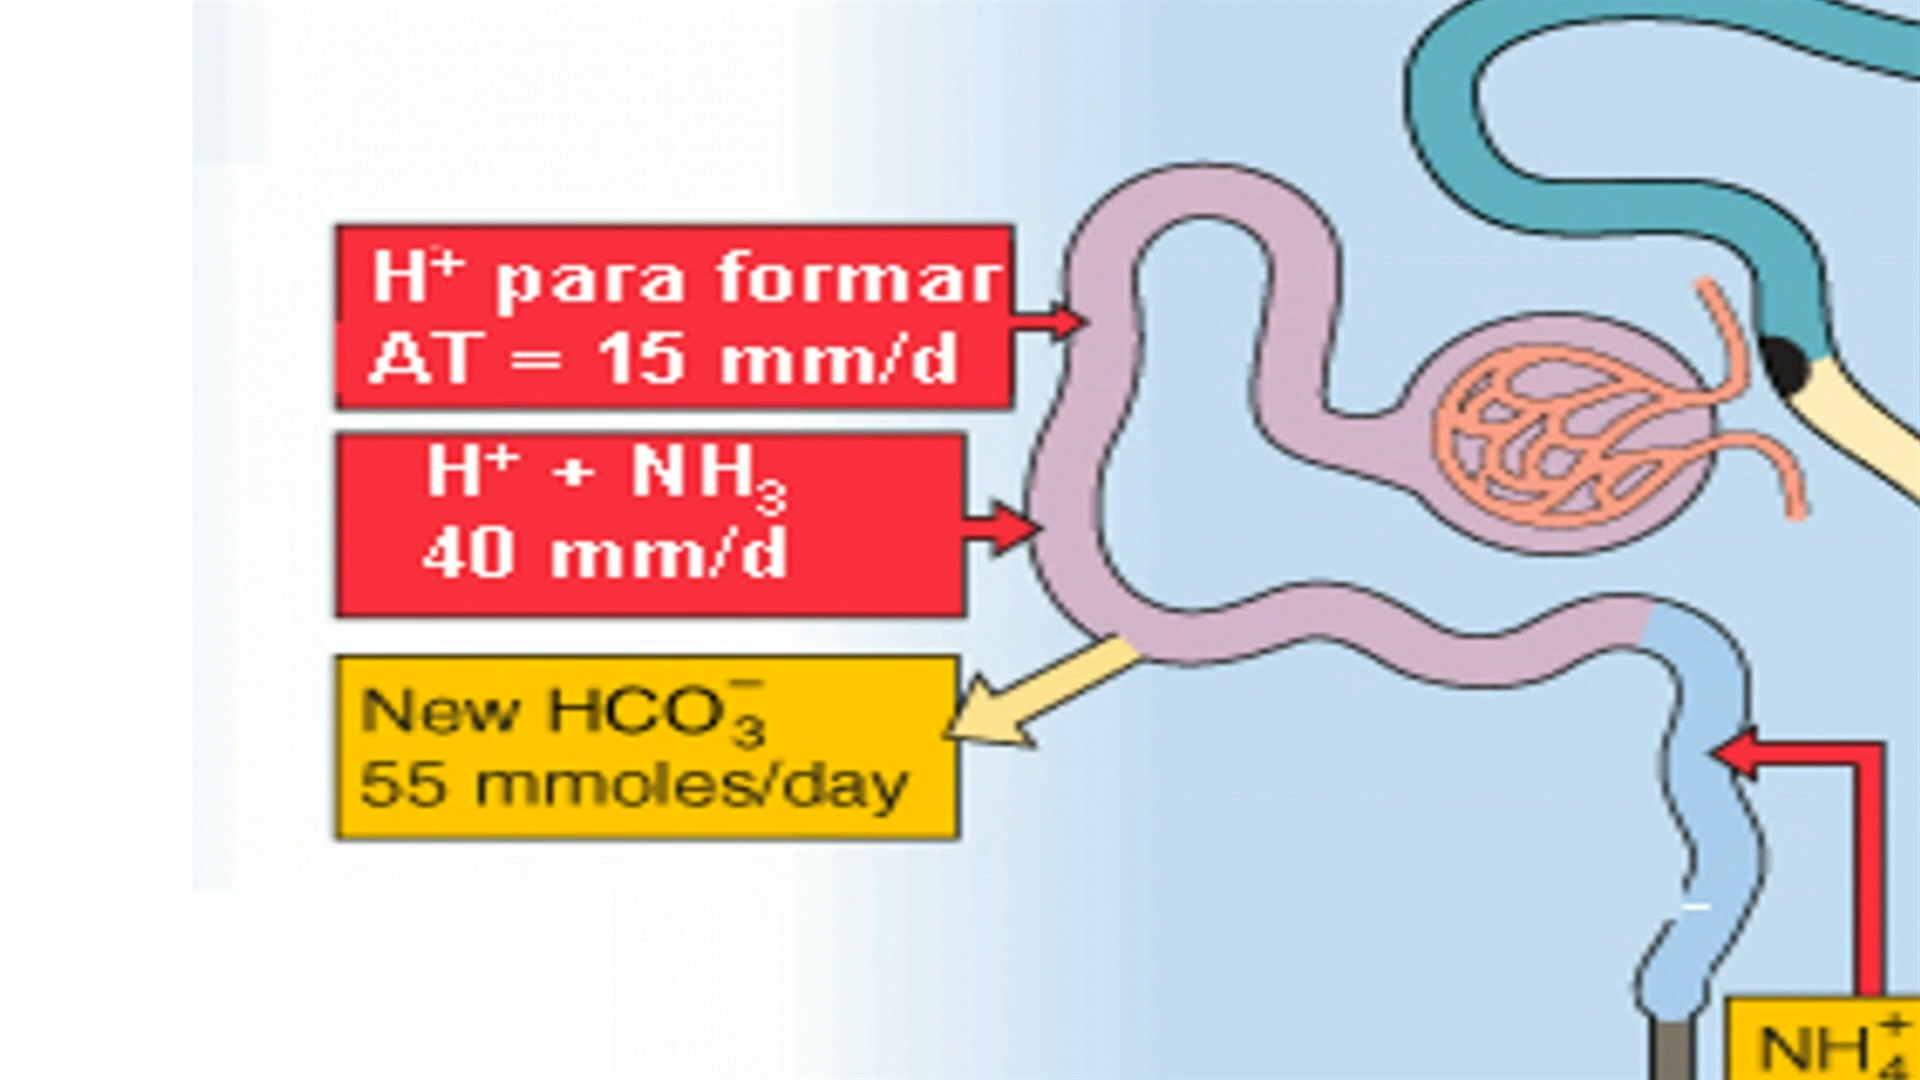 H⁺ para formar
AT = 15 mm/d
H⁺ + NH₃
40 mm/d
New HCO₃⁻
55 mmoles/day
NH₄⁺